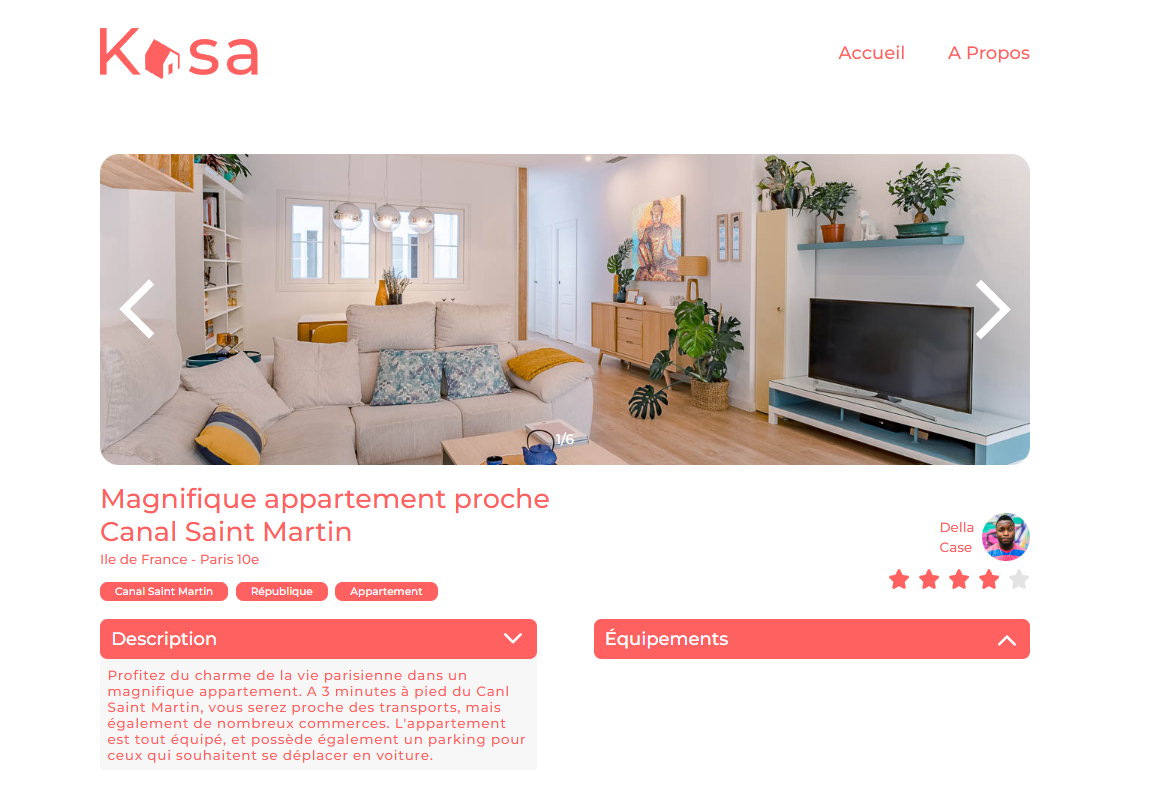 Kasa
Accueil
A Propos
1/6
Magnifique appartement proche
Canal Saint Martin
Ile de France - Paris 10e
Della
Case
Canal Saint Martin
République
Appartement
Description
Équipements
Profitez du charme de la vie parisienne dans un
magnifique appartement. A 3 minutes à pied du Canl
Saint Martin, vous serez proche des transports, mais
également de nombreux commerces. L'appartement
est tout équipé, et possède également un parking pour
ceux qui souhaitent se déplacer en voiture.